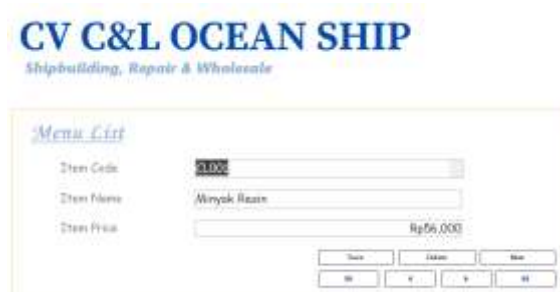 CV C&L OCEAN SHIP
Shipbuilding, Repair & Wholesale
Menu List
Item Code
Item Name Minyak Resin
Item Price Rp56,000
Save Delete New